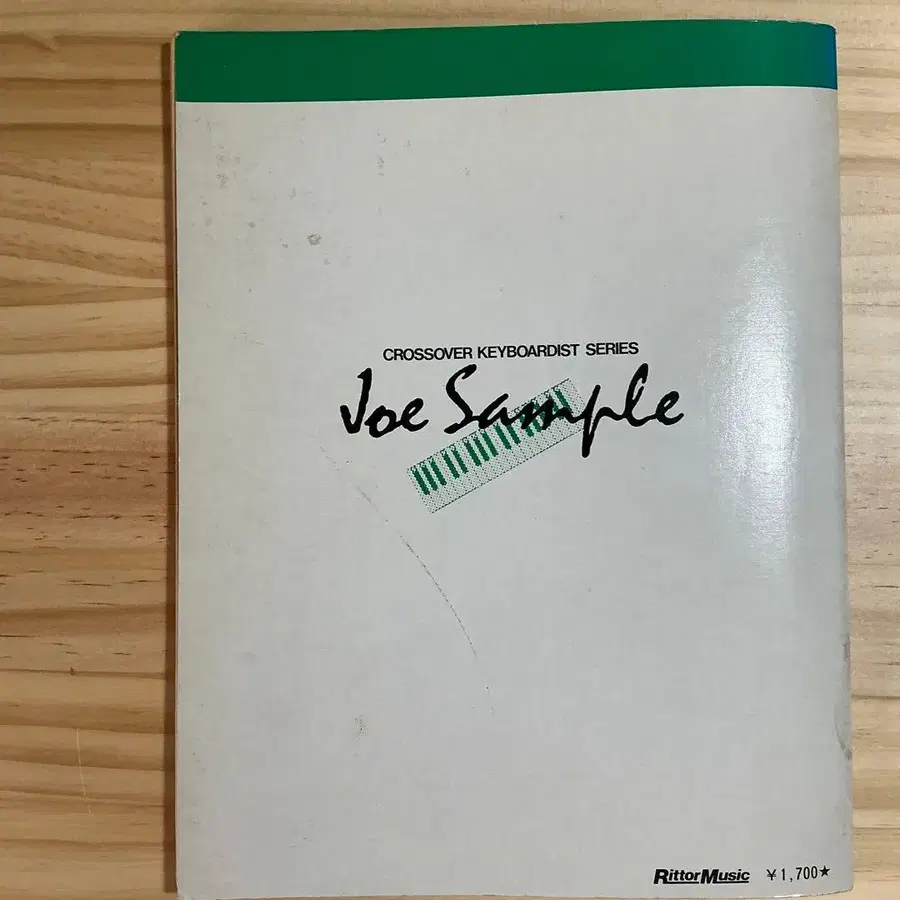 CROSSOVER KEYBOARDIST SERIES
Joe Sample
RittorMusic ¥1,700★